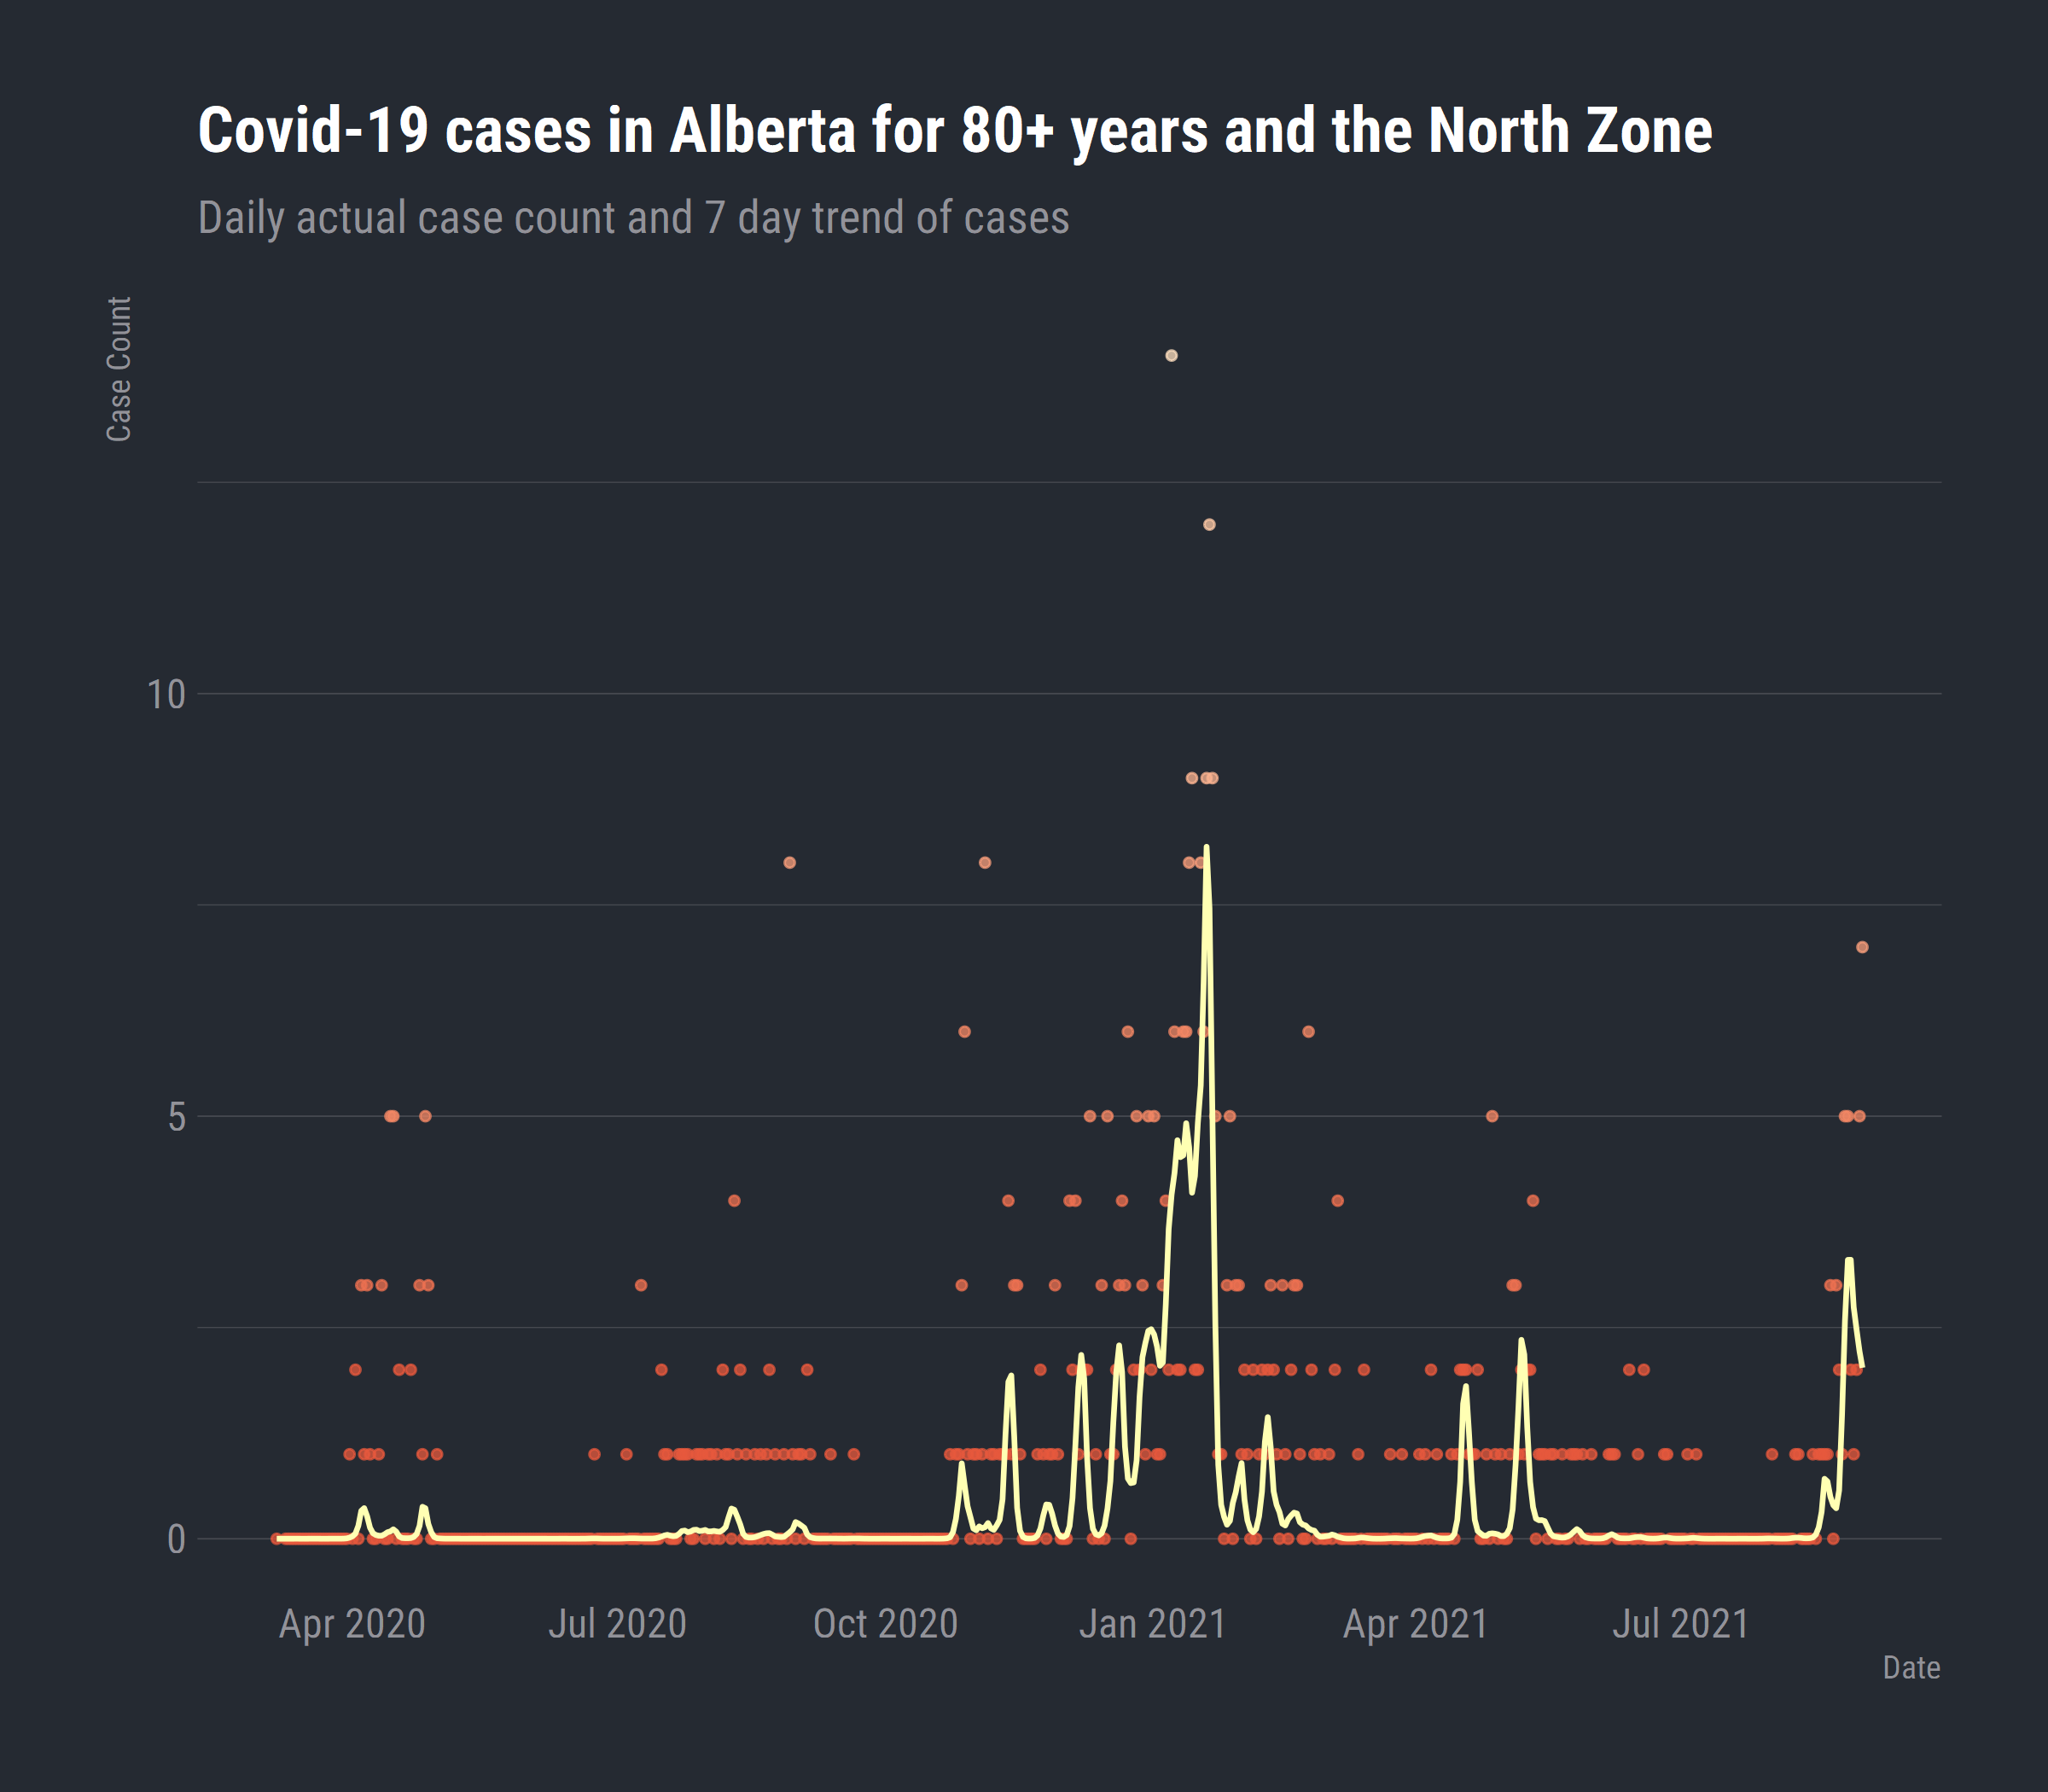 Covid-19 cases in Alberta for 80+ years and the North Zone
Daily actual case count and 7 day trend of cases
Case Count
10
5
0
Apr 2020 Jul 2020 Oct 2020 Jan 2021 Apr 2021 Jul 2021
Date